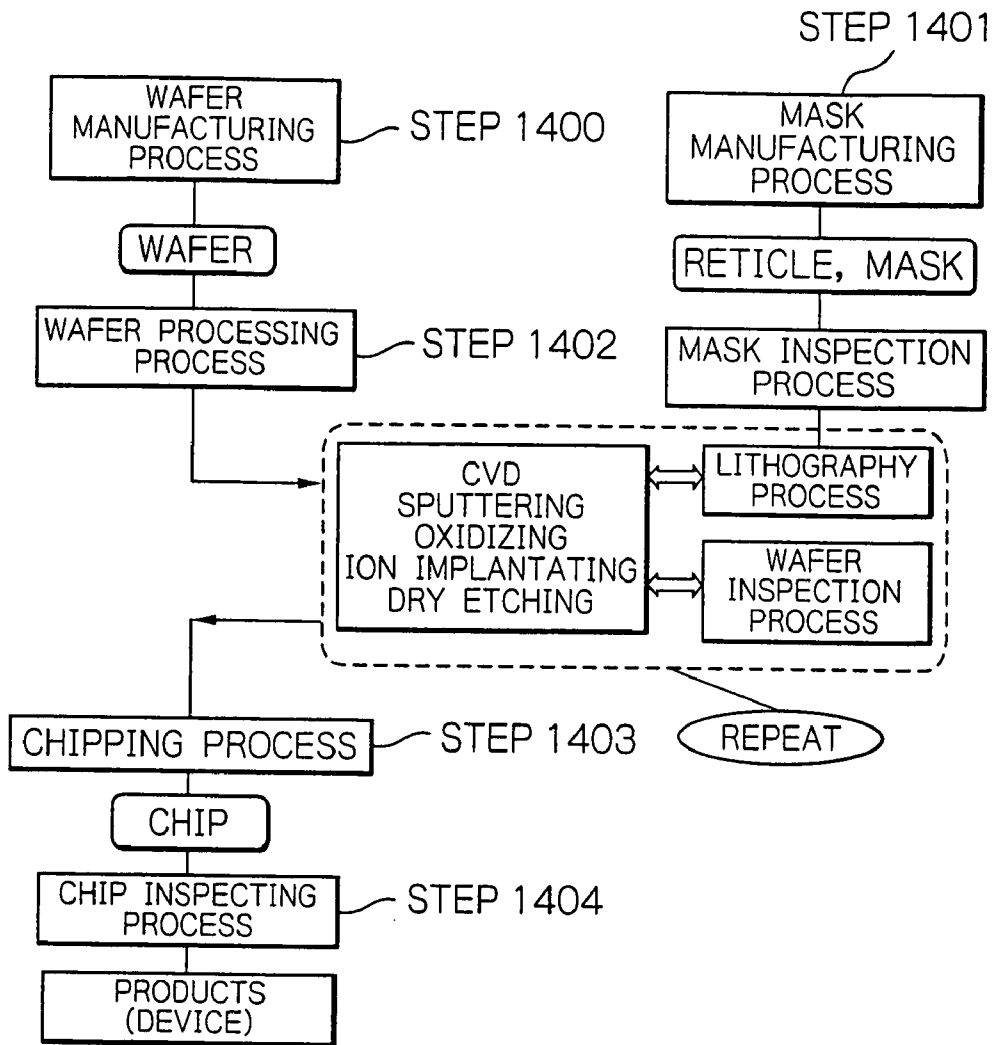 STEP 1401
WAFER
MANUFACTURING
PROCESS
STEP 1400
MASK
MANUFACTURING
PROCESS
WAFER
RETICLE, MASK
WAFER PROCESSING
PROCESS
STEP 1402
MASK INSPECTION
PROCESS
CVD
SPUTTERING
OXIDIZING
ION IMPLANTATING
DRY ETCHING
LITHOGRAPHY
PROCESS
WAFER
INSPECTION
PROCESS
CHIPPING PROCESS
STEP 1403
REPEAT
CHIP
CHIP INSPECTING
PROCESS
STEP 1404
PRODUCTS
(DEVICE)